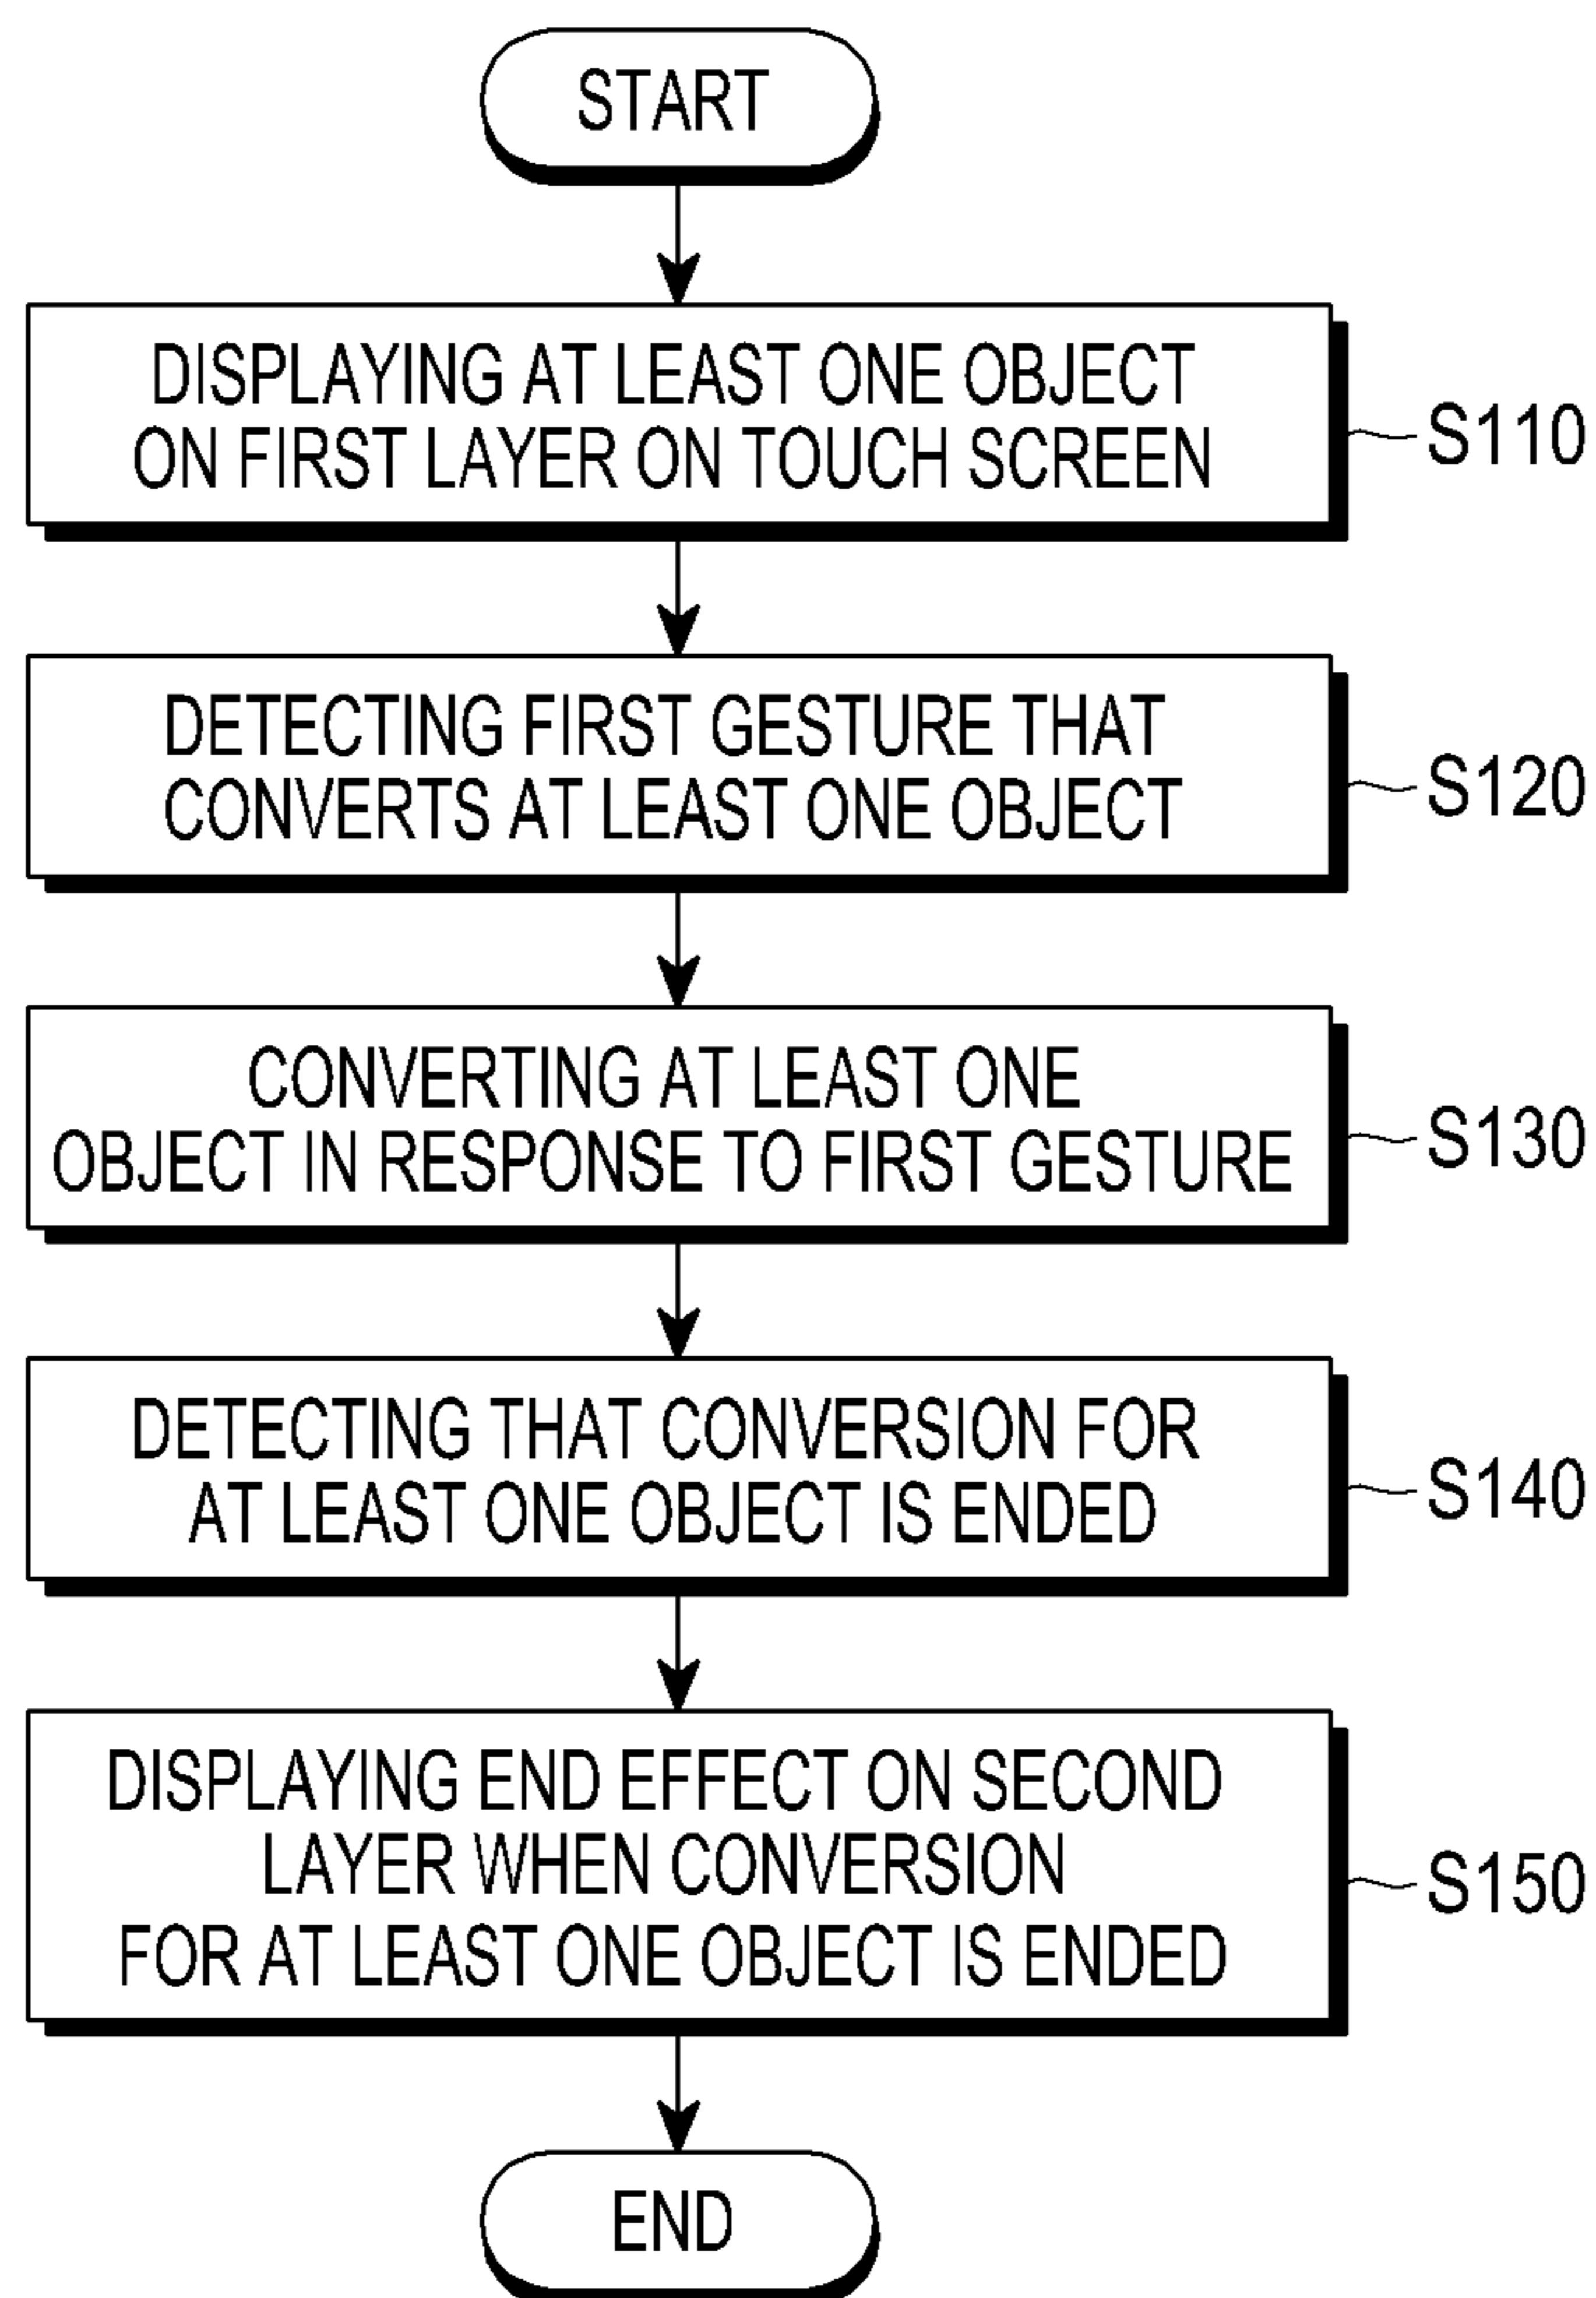 START
DISPLAYING AT LEAST ONE OBJECT
ON FIRST LAYER ON TOUCH SCREEN
S110
DETECTING FIRST GESTURE THAT
CONVERTS AT LEAST ONE OBJECT
S120
CONVERTING AT LEAST ONE
OBJECT IN RESPONSE TO FIRST GESTURE
S130
DETECTING THAT CONVERSION FOR
AT LEAST ONE OBJECT IS ENDED
S140
DISPLAYING END EFFECT ON SECOND
LAYER WHEN CONVERSION
FOR AT LEAST ONE OBJECT IS ENDED
S150
END